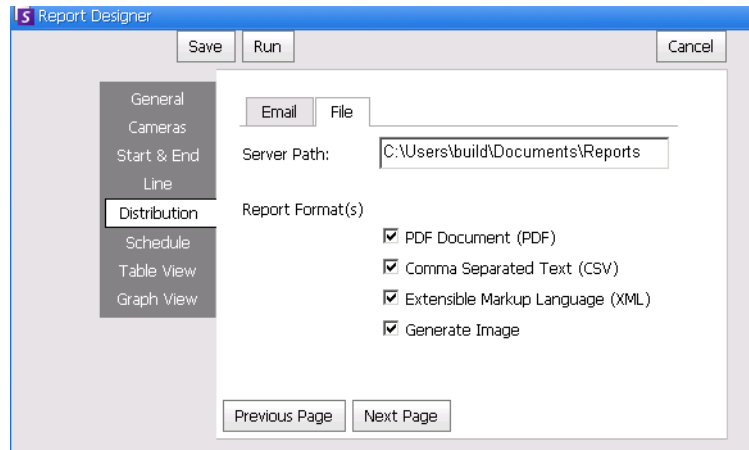 S Report Designer
Save Run Cancel
General
Cameras
Start & End
Line
Distribution
Schedule
Table View
Graph View
Email File
Server Path: C:\Users\build\Documents\Reports
Report Format(s)
PDF Document (PDF)
Comma Separated Text (CSV)
Extensible Markup Language (XML)
Generate Image
Previous Page Next Page